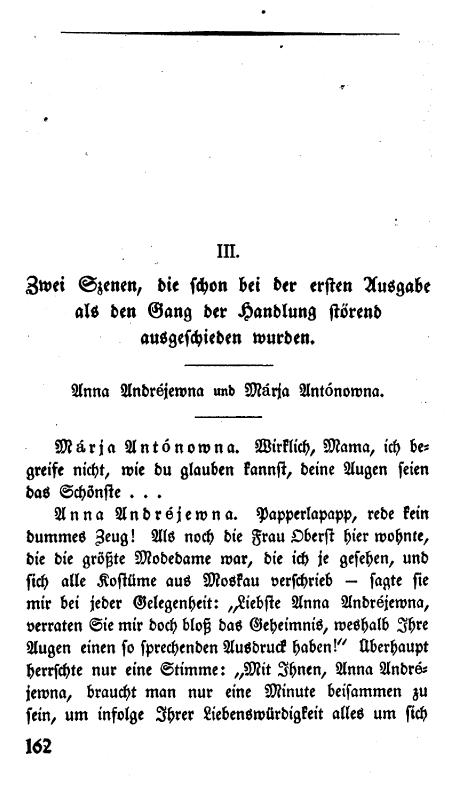 III.
Zwei Szenen, die schon bei der ersten Ausgabe
als den Gang der Handlung störend
ausgeschieden wurden.
Anna Andréjewna und Márja Antónowna.
Márja Antónowna. Wirklich, Mama, ich be-
greife nicht, wie du glauben kannst, deine Augen seien
das Schönste . . .
Anna Andréjewna. Papperlapapp, rede kein
dummes Zeug! Als noch die Frau Oberst hier wohnte,
die die größte Modedame war, die ich je gesehen, und
sich alle Kostüme aus Moskau verschrieb — sagte sie
mir bei jeder Gelegenheit: „Liebste Anna Andréjewna,
verraten Sie mir doch bloß das Geheimnis, weshalb Ihre
Augen einen so sprechenden Ausdruck haben!“ Überhaupt
herrschte nur eine Stimme: „Mit Ihnen, Anna André-
jewna, braucht man nur eine Minute beisammen zu
sein, um infolge Ihrer Liebenswürdigkeit alles um sich
162